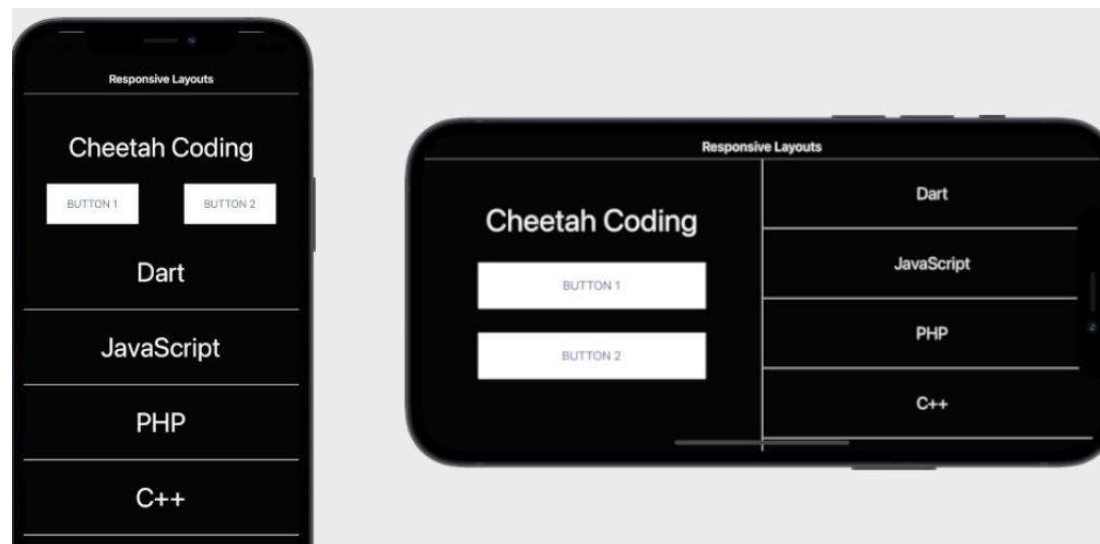 Responsive Layouts
Cheetah Coding
BUTTON 1 BUTTON 2
Dart
JavaScript
PHP
C++
Responsive Layouts
Cheetah Coding
BUTTON 1
BUTTON 2
Dart
JavaScript
PHP
C++